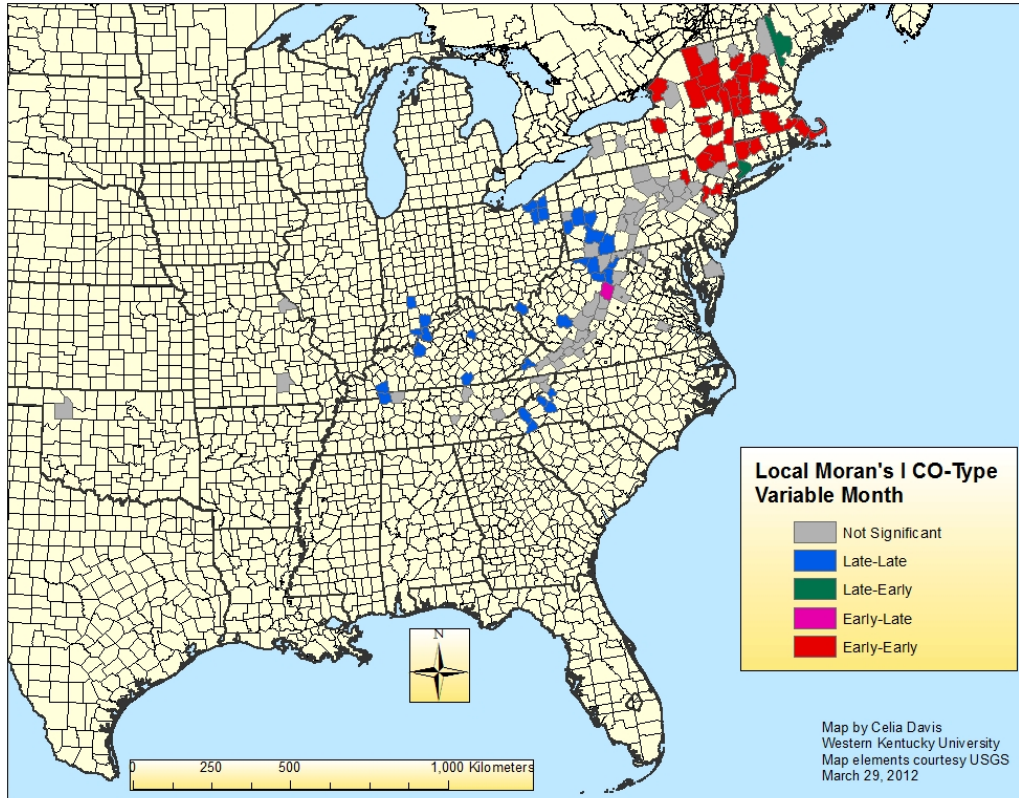 N
Local Moran's I CO-Type
Variable Month
Not Significant
Late-Late
Late-Early
Early-Late
Early-Early
0 250 500 1,000 Kilometers
Map by Celia Davis
Western Kentucky University
Map elements courtesy USGS
March 29, 2012